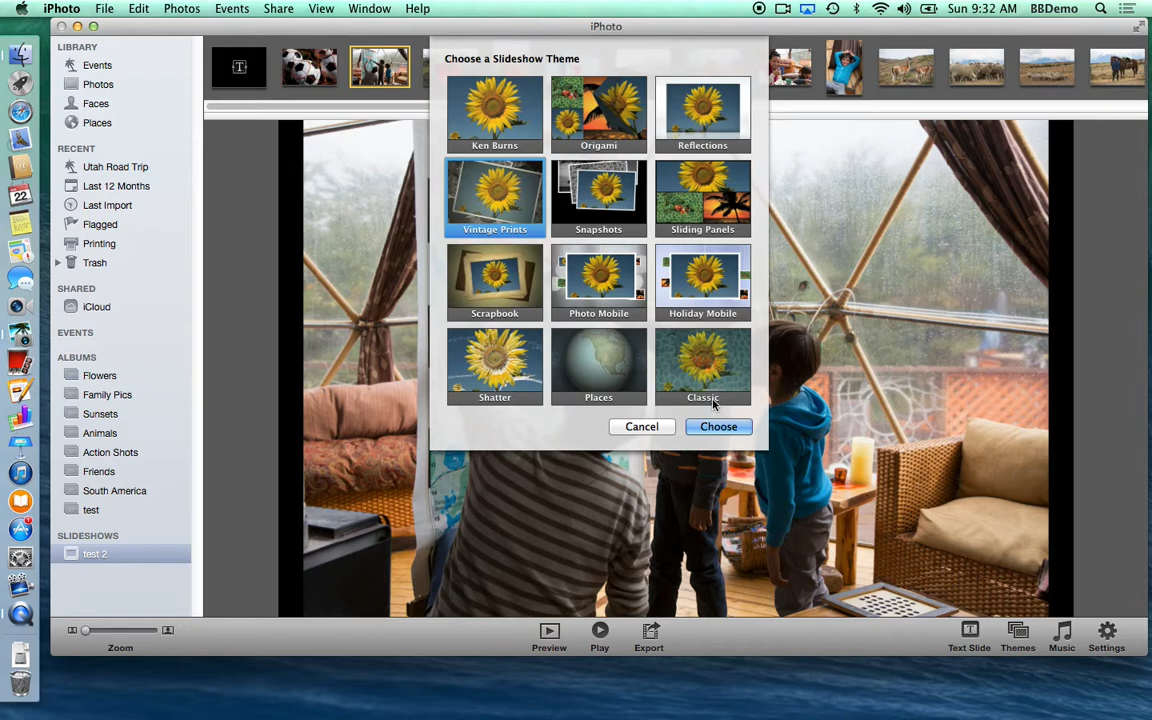 iPhoto File Edit Photos Events Share View Window Help Sun 9:32 AM BBDemo
iPhoto
LIBRARY
Events
Photos
Faces
Places
RECENT
Utah Road Trip
Last 12 Months
Last Import
Flagged
Printing
Trash
SHARED
iCloud
EVENTS
ALBUMS
Flowers
Family Pics
Sunsets
Animals
Action Shots
Friends
South America
test
SLIDESHOWS
test 2
T
Choose a Slideshow Theme
Ken Burns Origami Reflections
Vintage Prints Snapshots Sliding Panels
Scrapbook Photo Mobile Holiday Mobile
Shatter Places Classic
Cancel Choose
Zoom Preview Play Export Text Slide Themes Music Settings
22